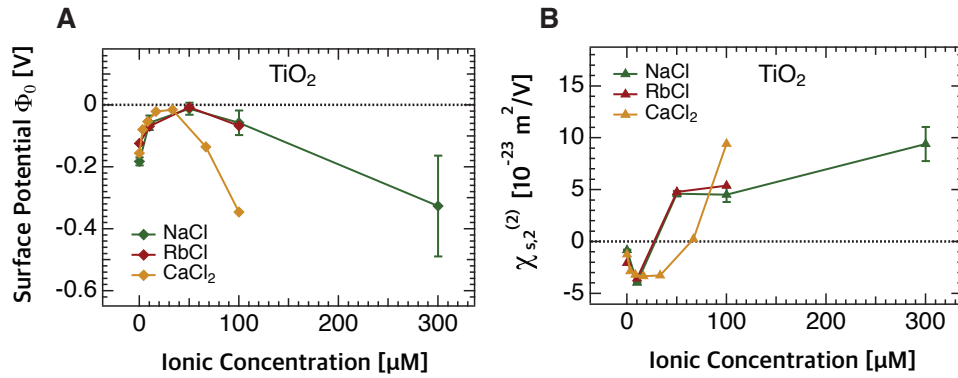 A
TiO₂
Surface Potential Φ₀ [V]
0
-0.2
-0.4
-0.6
NaCl
RbCl
CaCl₂
0
100
200
300
Ionic Concentration [µM]
B
TiO₂
χ s,2 (2) [10⁻²³ m²/V]
15
10
5
0
-5
NaCl
RbCl
CaCl₂
0
100
200
300
Ionic Concentration [µM]